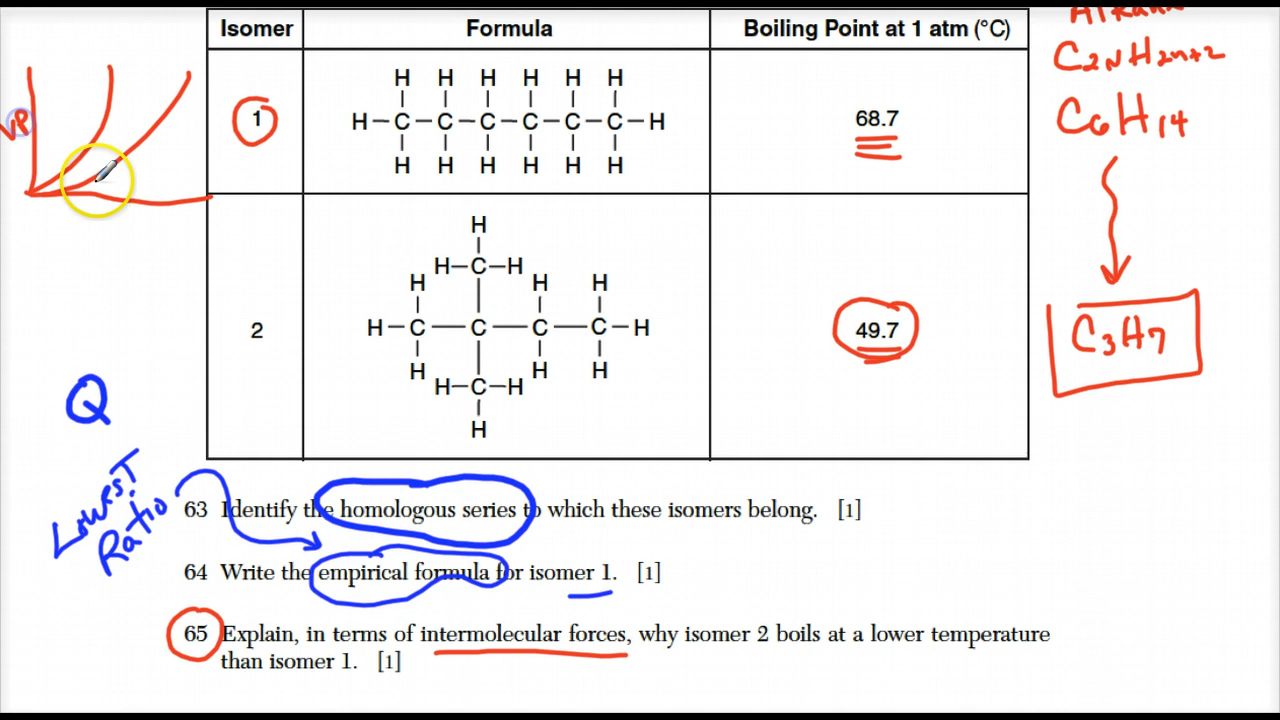 Isomer Formula Boiling Point at 1 atm (°C)
C2NH2n+2
VP
1
H H H H H H
H–C–C–C–C–C–C–H
H H H H H H
68.7
C6H14
2
H
H–C–H
H H H
H–C–C–C–C–H
H H H
H–C–H
H
49.7
C3H7
Q
Lowest
Ratio
63 Identify the homologous series to which these isomers belong. [1]
64 Write the empirical formula for isomer 1. [1]
65 Explain, in terms of intermolecular forces, why isomer 2 boils at a lower temperature
than isomer 1. [1]